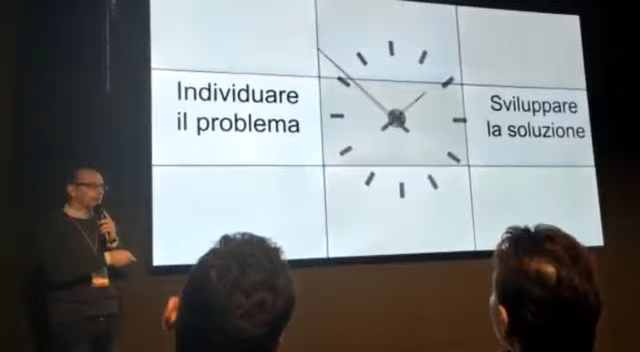 Individuare
il problema
Sviluppare
la soluzione